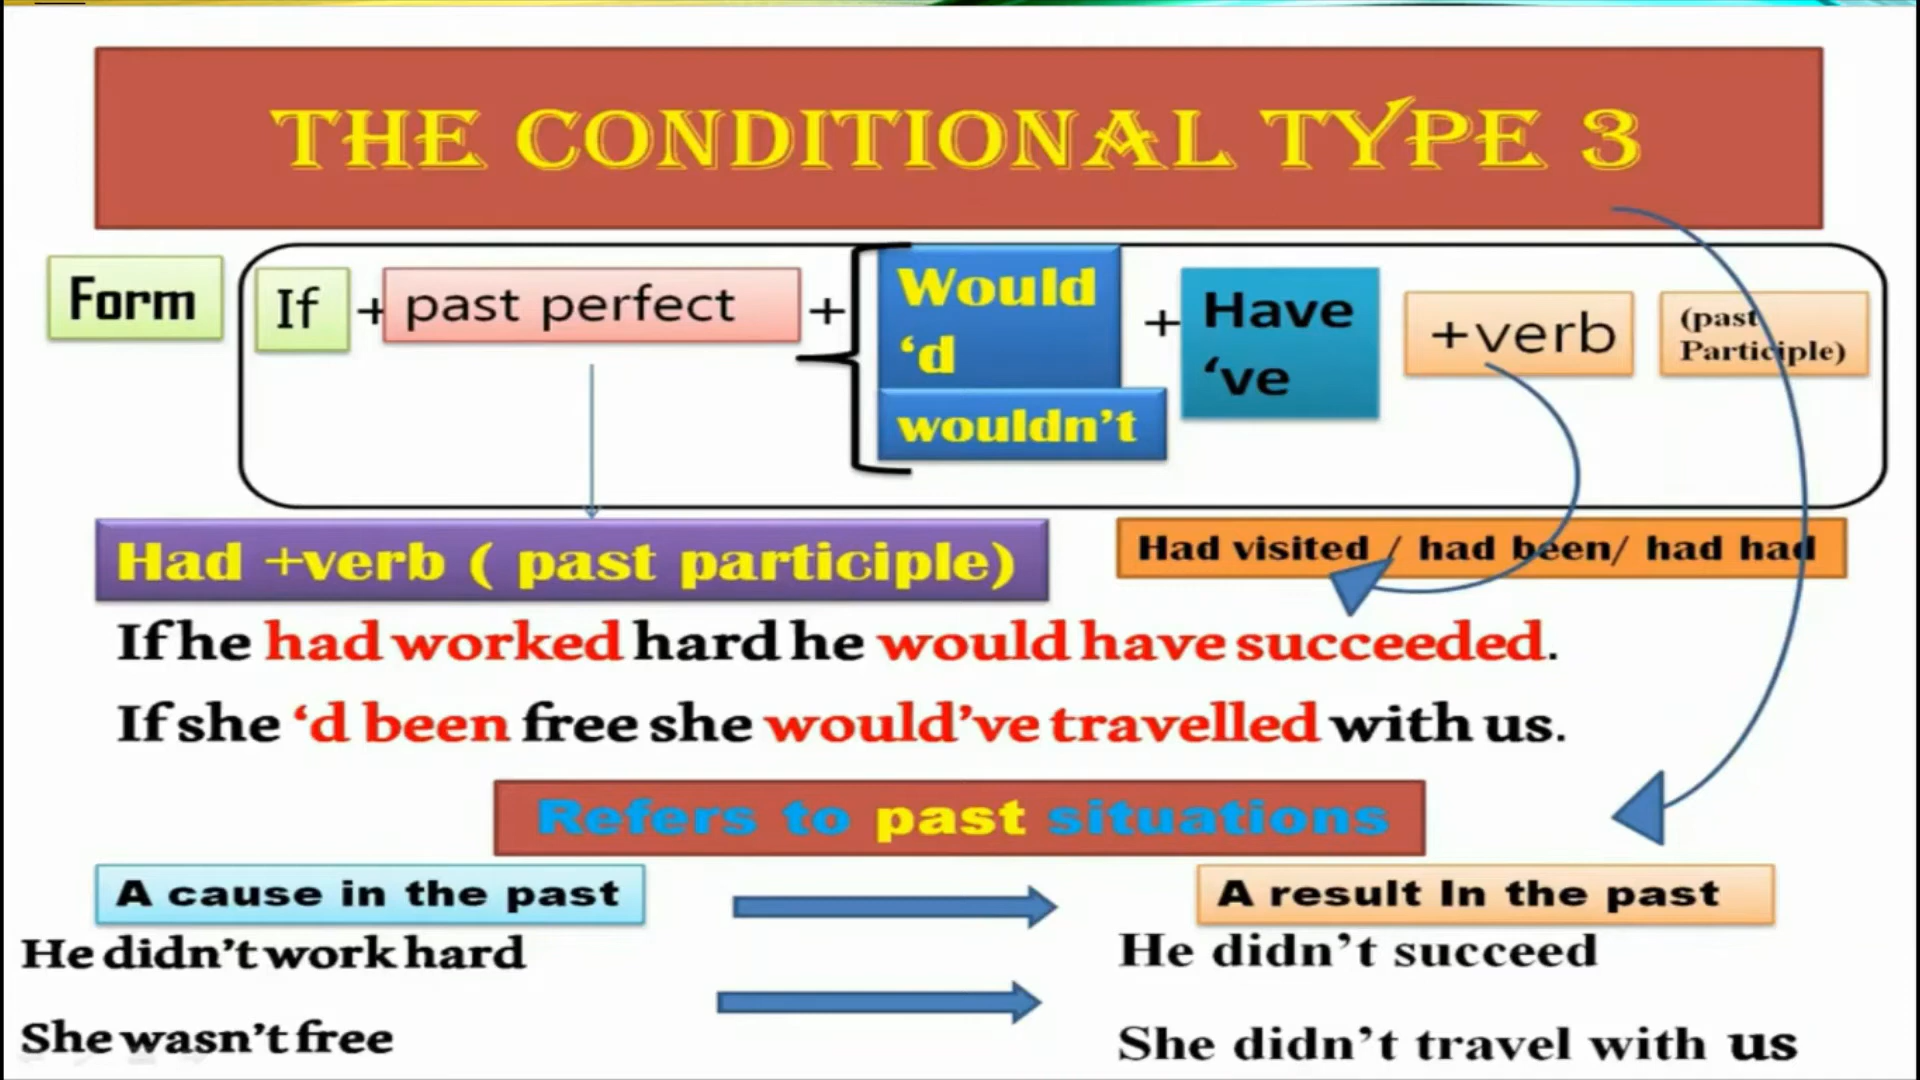 THE CONDITIONAL TYPE 3
Form
If + past perfect + Would + Have +verb (past
‘d ‘ve Participle)
wouldn’t
Had +verb ( past participle)
Had visited / had been/ had had
If he had worked hard he would have succeeded.
If she ‘d been free she would’ve travelled with us.
Refers to past situations
A cause in the past
A result In the past
He didn’t work hard
He didn’t succeed
She wasn’t free
She didn’t travel with us